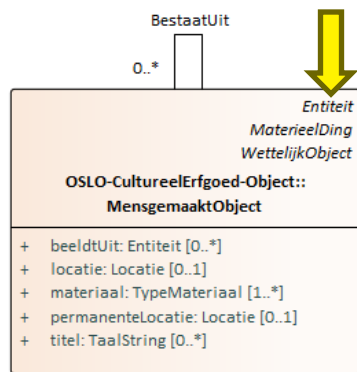 BestaatUit
0..*
Entiteit
MaterieelDing
WettelijkObject
OSLO-CultureelErfgoed-Object::
MensgemaaktObject
+ beeldtUit: Entiteit [0..*]
+ locatie: Locatie [0..1]
+ materiaal: TypeMateriaal [1..*]
+ permanenteLocatie: Locatie [0..1]
+ titel: TaalString [0..*]